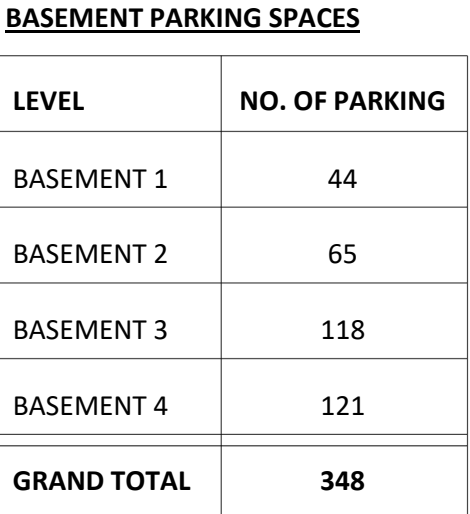 BASEMENT PARKING SPACES
LEVEL NO. OF PARKING
BASEMENT 1 44
BASEMENT 2 65
BASEMENT 3 118
BASEMENT 4 121
GRAND TOTAL 348